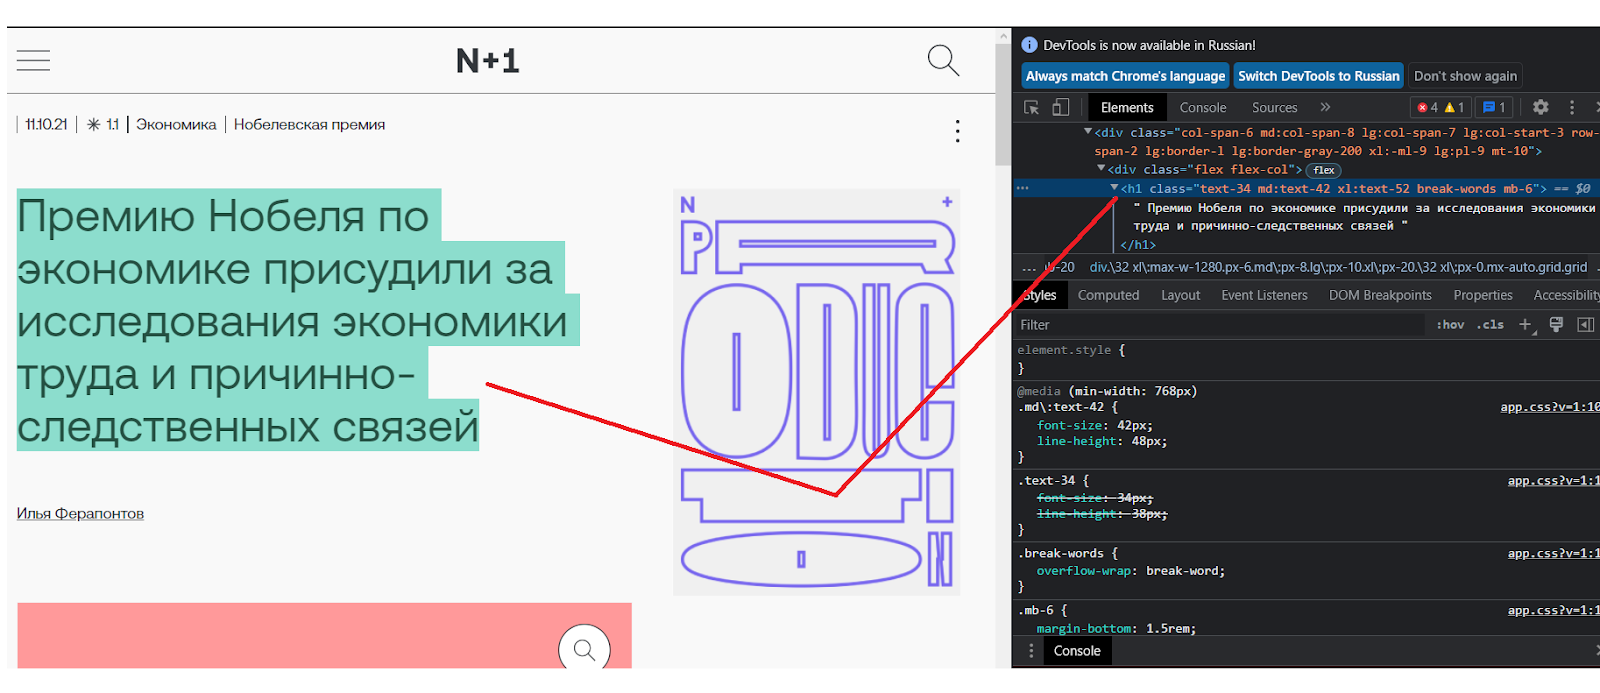 N+1
11.10.21 | 1.1 | Экономика | Нобелевская премия
Премию Нобеля по
экономике присудили за
исследования экономики
труда и причинно-
следственных связей
Илья Ферапонтов
N +
PER
ODIC
T I
O N
DevTools is now available in Russian!
Always match Chrome's language Switch DevTools to Russian Don't show again
Elements Console Sources » 4 1 1
<div class="col-span-6 md:col-span-8 lg:col-span-7 lg:col-start-3 row-
span-2 lg:border-l lg:border-gray-200 xl:-ml-9 lg:pl-9 mt-10">
<div class="flex flex-col"> flex
<h1 class="text-34 md:text-42 xl:text-52 break-words mb-6"> == $0
" Премию Нобеля по экономике присудили за исследования экономики
труда и причинно-следственных связей "
</h1>
... -20 div.\32 xl\:max-w-1280.px-6.md\:px-8.lg\:px-10.xl\:px-20.\32 xl\:px-0.mx-auto.grid.grid
Styles Computed Layout Event Listeners DOM Breakpoints Properties Accessibility
Filter :hov .cls +
element.style {
}
@media (min-width: 768px)
.md\:text-42 { app.css?v=1:10
font-size: 42px;
line-height: 48px;
}
.text-34 { app.css?v=1:1
font-size: 34px;
line-height: 38px;
}
.break-words { app.css?v=1:1
overflow-wrap: break-word;
}
.mb-6 { app.css?v=1:1
margin-bottom: 1.5rem;
Console